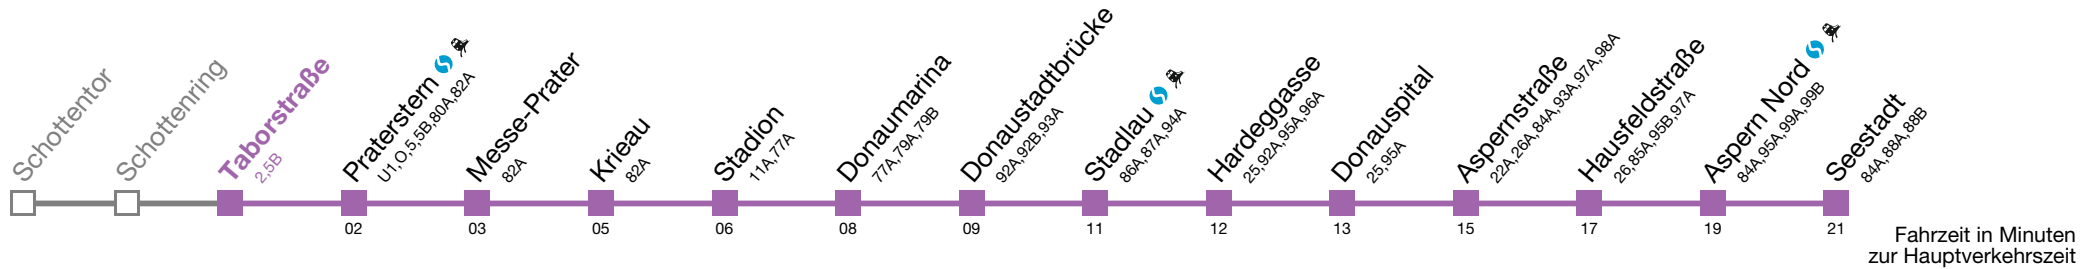 Schottentor
Schottenring
Taborstraße
2,5B
Praterstern
U1,O,5,5B,80A,82A
Messe-Prater
82A
Krieau
82A
Stadion
11A,77A
Donaumarina
77A,79A,79B
Donaustadtbrücke
92A,92B,93A
Stadlau
86A,87A,94A
Hardeggasse
25,92A,95A,96A
Donauspital
25,95A
Aspernstraße
22A,26A,84A,93A,97A,98A
Hausfeldstraße
26,85A,95B,97A
Aspern Nord
84A,95A,99A,99B
Seestadt
84A,88A,88B
02 03 05 06 08 09 11 12 13 15 17 19 21
Fahrzeit in Minuten
zur Hauptverkehrszeit